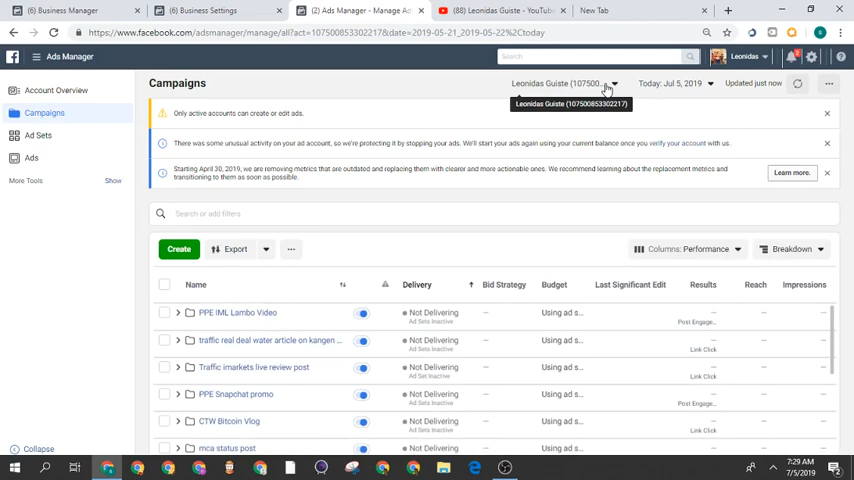 (6) Business Manager
(6) Business Settings
(2) Ads Manager - Manage Ad
(88) Leonidas Guiste - YouTube
New Tab
https://www.facebook.com/adsmanager/manage/all?act=107500853302217&date=2019-05-21_2019-05-22%2Ctoday
Ads Manager
Search
Leonidas
Account Overview
Campaigns
Ad Sets
Ads
More Tools
Show
Collapse
Campaigns
Leonidas Guiste (107500...
Today: Jul 5, 2019
Updated just now
Leonidas Guiste (107500853302217)
Only active accounts can create or edit ads.
There was some unusual activity on your ad account, so we're protecting it by stopping your ads. We'll start your ads again using your current balance once you verify your account with us.
Starting April 30, 2019, we are removing metrics that are outdated and replacing them with clearer and more actionable ones. We recommend learning about the replacement metrics and
transitioning to them as soon as possible.
Learn more.
Search or add filters
Create
Export
Columns: Performance
Breakdown
Name
Delivery
Bid Strategy
Budget
Last Significant Edit
Results
Reach
Impressions
PPE IML Lambo Video
Not Delivering
Ad Sets Inactive
—
Using ad s...
—
Post Engage...
—
—
traffic real deal water article on kangen ...
Not Delivering
Ad Sets Inactive
—
Using ad s...
—
Link Click
—
—
Traffic imarkets live review post
Not Delivering
Ad Sets Inactive
—
Using ad s...
—
Link Click
—
—
PPE Snapchat promo
Not Delivering
Ad Sets Inactive
—
Using ad s...
—
Post Engage...
—
—
CTW Bitcoin Vlog
Not Delivering
Ad Sets Inactive
—
Using ad s...
—
Link Click
—
—
mca status post
Not Delivering
—
Using ad s...
—
—
—
7:29 AM
7/5/2019